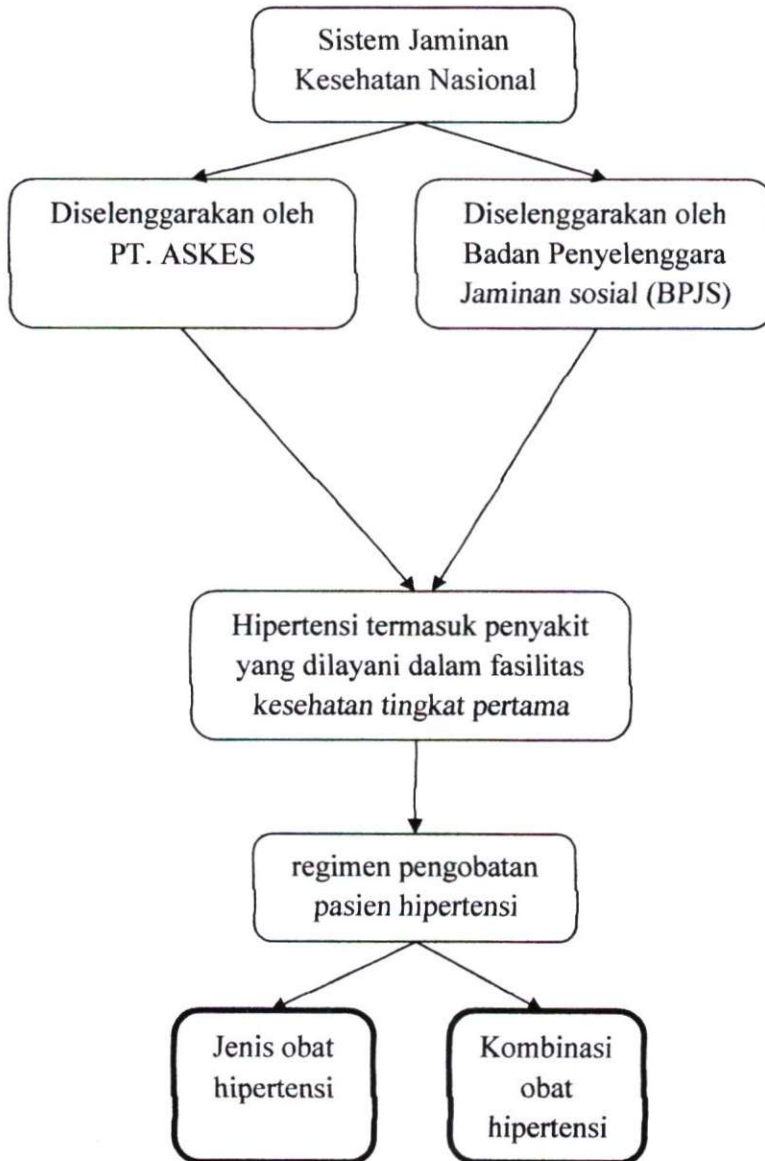 Sistem Jaminan
Kesehatan Nasional
Diselenggarakan oleh
PT. ASKES
Diselenggarakan oleh
Badan Penyelenggara
Jaminan sosial (BPJS)
Hipertensi termasuk penyakit
yang dilayani dalam fasilitas
kesehatan tingkat pertama
regimen pengobatan
pasien hipertensi
Jenis obat
hipertensi
Kombinasi
obat
hipertensi